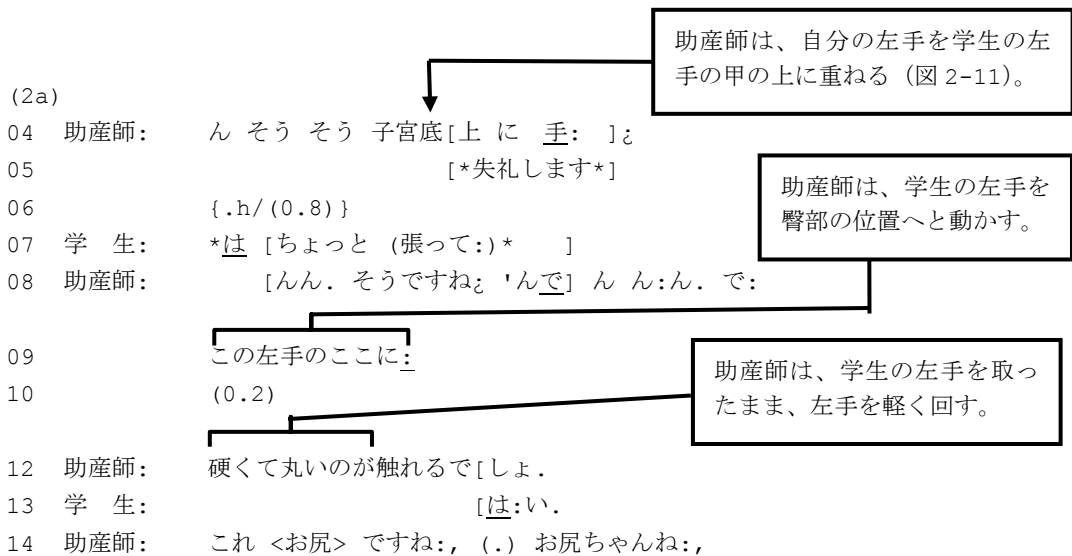 助産師は、自分の左手を学生の左
手の甲の上に重ねる（図 2-11）。
(2a)
04 助産師: ん そう そう 子宮底[上 に 手: ]¿
05 [*失礼します*]
助産師は、学生の左手を
臀部の位置へと動かす。
06 {.h/(0.8)}
07 学 生: *は [ちょっと (張って:)* ]
08 助産師: [んん. そうですね¿ 'んで] ん ん:ん. で:
09 この左手のここに:
10 (0.2)
助産師は、学生の左手を取っ
たまま、左手を軽く回す。
12 助産師: 硬くて丸いのが触れるで[しょ.
13 学 生: [は:い.
14 助産師: これ <お尻> ですね:, (.) お尻ちゃんね:,